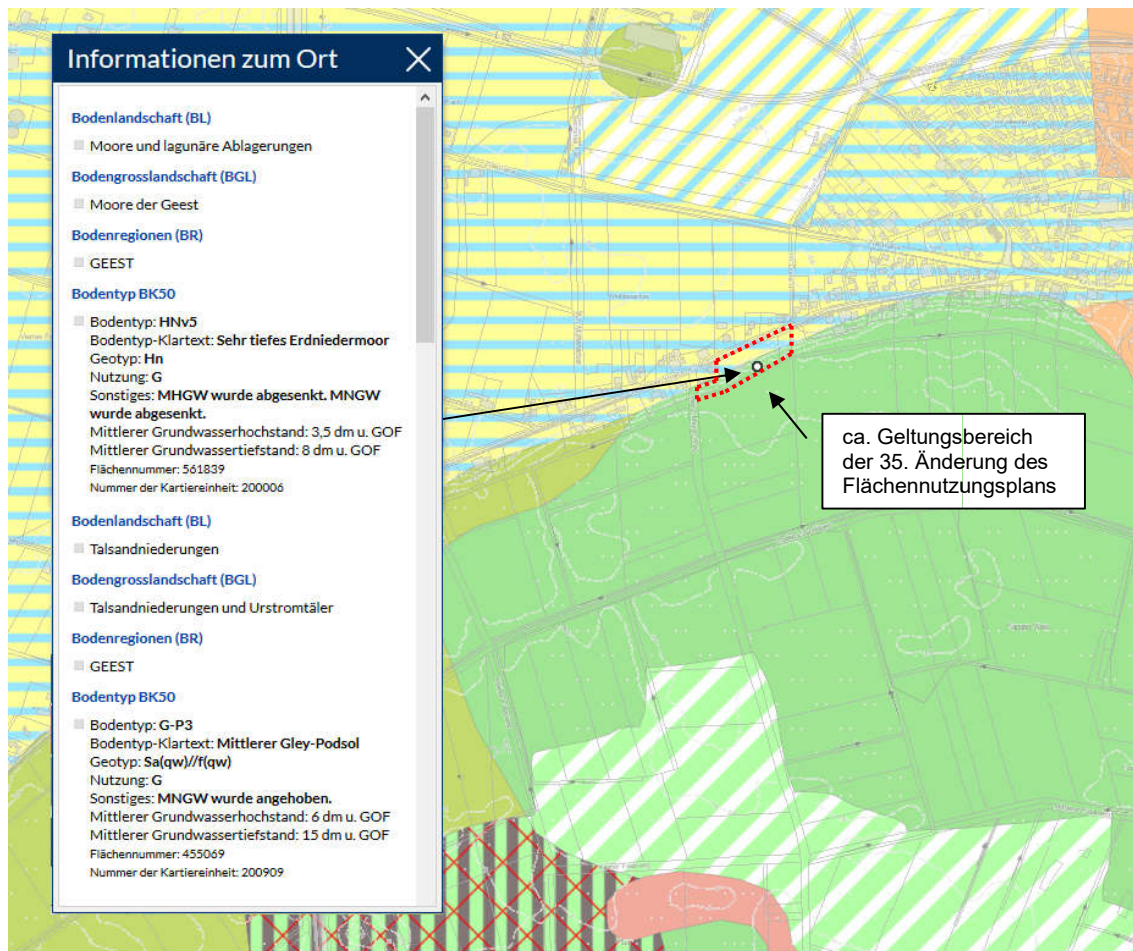 Informationen zum Ort
Bodenlandschaft (BL)
Moore und lagunäre Ablagerungen
Bodengrosslandschaft (BGL)
Moore der Geest
Bodenregionen (BR)
GEEST
Bodentyp BK50
Bodentyp: HNv5
Bodentyp-Klartext: Sehr tiefes Erdniedermoor
Geotyp: Hn
Nutzung: G
Sonstiges: MHGW wurde abgesenkt. MNGW
wurde abgesenkt.
Mittlerer Grundwasserhochstand: 3,5 dm u. GOF
Mittlerer Grundwassertiefstand: 8 dm u. GOF
Flächennummer: 561839
Nummer der Kartiereinheit: 200006
Bodenlandschaft (BL)
Talsandniederungen
Bodengrosslandschaft (BGL)
Talsandniederungen und Urstromtäler
Bodenregionen (BR)
GEEST
Bodentyp BK50
Bodentyp: G-P3
Bodentyp-Klartext: Mittlerer Gley-Podsol
Geotyp: Sa(qw)//f(qw)
Nutzung: G
Sonstiges: MNGW wurde angehoben.
Mittlerer Grundwasserhochstand: 6 dm u. GOF
Mittlerer Grundwassertiefstand: 15 dm u. GOF
Flächennummer: 455069
Nummer der Kartiereinheit: 200909
ca. Geltungsbereich
der 35. Änderung des
Flächennutzungsplans